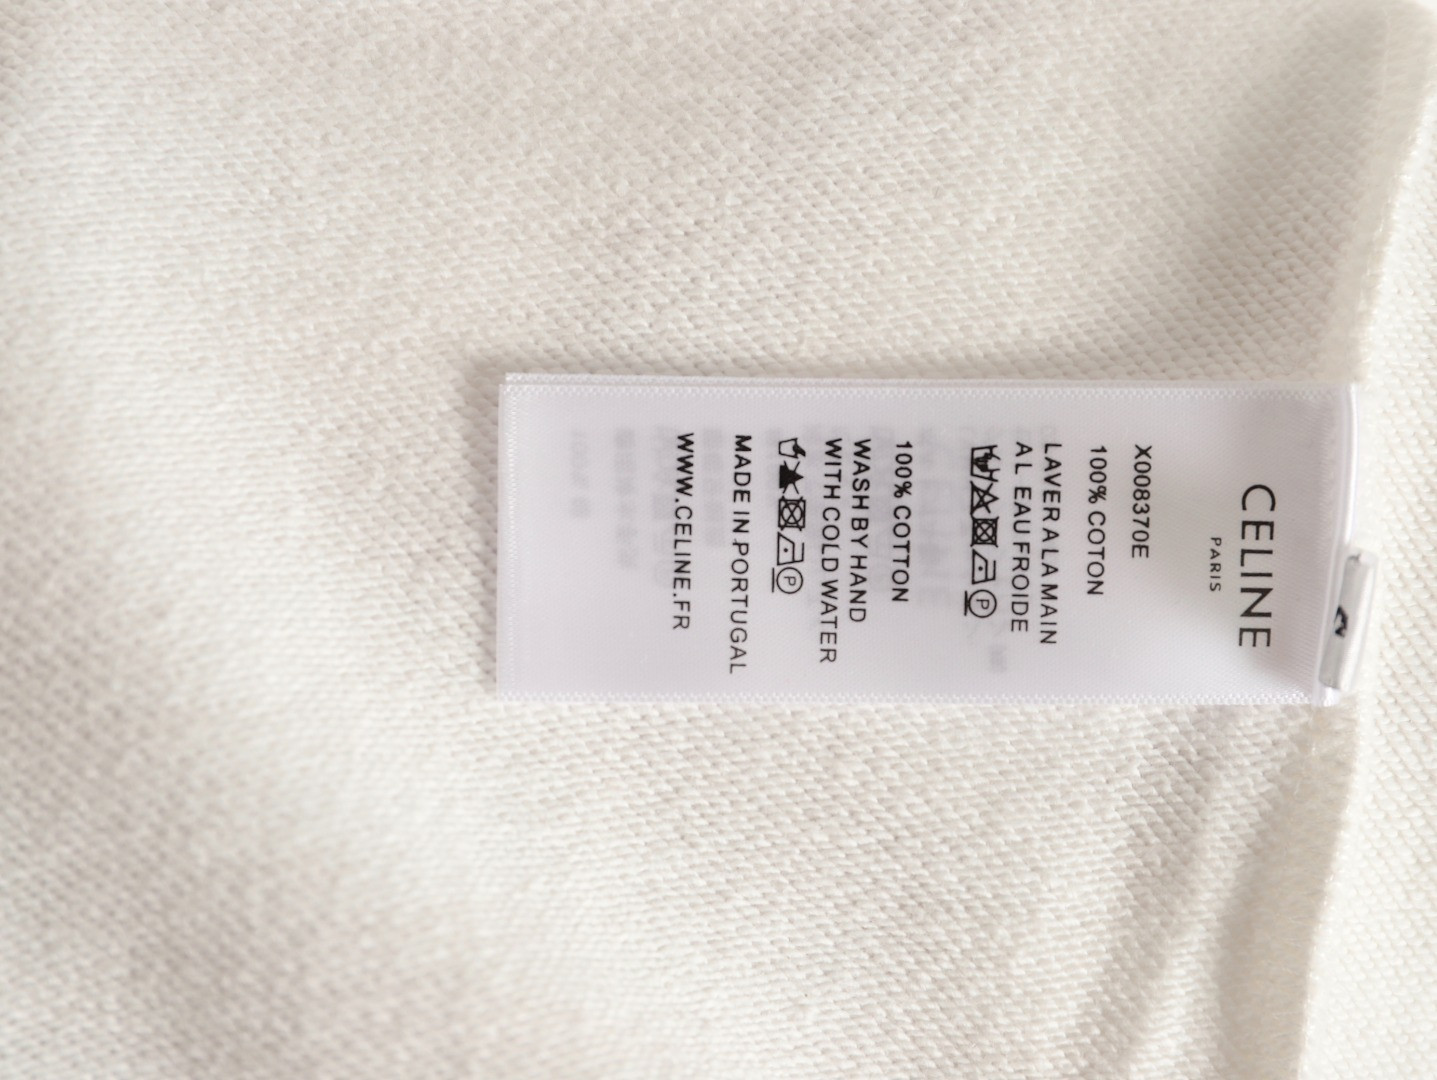 CELINE
PARIS
X008370E
100% COTON
LAVER A LA MAIN
A L EAU FROIDE
P
100% COTTON
WASH BY HAND
WITH COLD WATER
P
MADE IN PORTUGAL
WWW.CELINE.FR